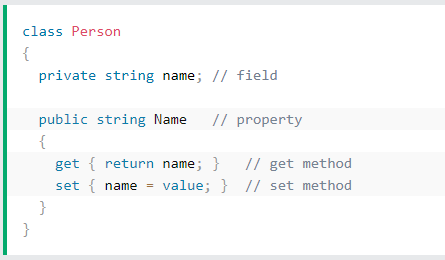 class Person
{
  private string name; // field

  public string Name   // property
  {
    get { return name; }   // get method
    set { name = value; }  // set method
  }
}